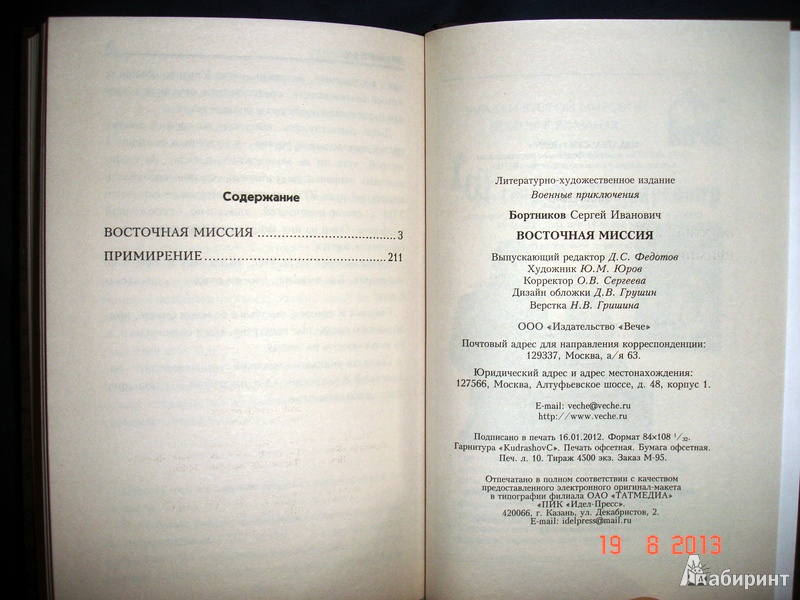 Содержание
ВОСТОЧНАЯ МИССИЯ 3
ПРИМИРЕНИЕ 211
Литературно-художественное издание
Военные приключения
Бортников Сергей Иванович
ВОСТОЧНАЯ МИССИЯ
Выпускающий редактор Д.С. Федотов
Художник Ю.М. Юров
Корректор О.В. Сергеева
Дизайн обложки Д.В. Грушин
Верстка Н.В. Гришина
ООО «Издательство «Вече»
Почтовый адрес для направления корреспонденции:
129337, Москва, а/я 63.
Юридический адрес и адрес местонахождения:
127566, Москва, Алтуфьевское шоссе, д. 48, корпус 1.
E-mail: veche@veche.ru
http://www.veche.ru
Подписано в печать 16.01.2012. Формат 84×108 1/32.
Гарнитура «KudrashovC». Печать офсетная. Бумага офсетная.
Печ. л. 10. Тираж 4500 экз. Заказ М-95.
Отпечатано в полном соответствии с качеством
предоставленного электронного оригинал-макета
в типографии филиала ОАО «ТАТМЕДИА»
«ПИК «Идел-Пресс».
420066, г. Казань, ул. Декабристов, 2.
E-mail: idelpress@mail.ru
19 8 2013
Лабиринт